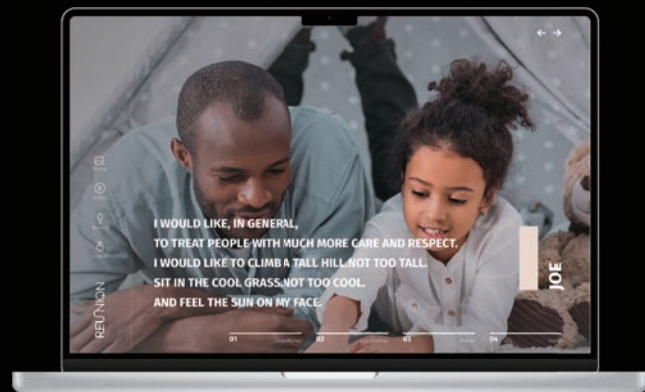 I WOULD LIKE, IN GENERAL,
TO TREAT PEOPLE WITH MUCH MORE CARE AND RESPECT.
I WOULD LIKE TO CLIMB A TALL HILL.NOT TOO TALL.
SIT IN THE COOL GRASS.NOT TOO COOL.
AND FEEL THE SUN ON MY FACE.
JOE
REUNION
01
02
03
04